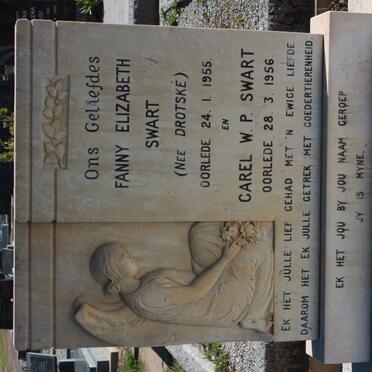 Ons Geliefdes
FANNY ELIZABETH
SWART
(NEE DROTSKE)
OORLEDE 24. 1. 1955
EN
CAREL W. P. SWART
OORLEDE 28. 3. 1956
EK HET JULLE LIEF GEHAD MET 'N EWIGE LIEFDE
DAAROM HET EK JULLE GETREK MET GOEDERTIERENHEID
EK HET JOU BY JOU NAAM GEROEP
JY IS MYNE.